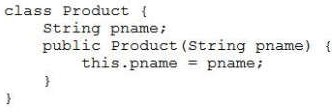 class Product {
    String pname;
    public Product(String pname) {
        this.pname = pname;
    }
}